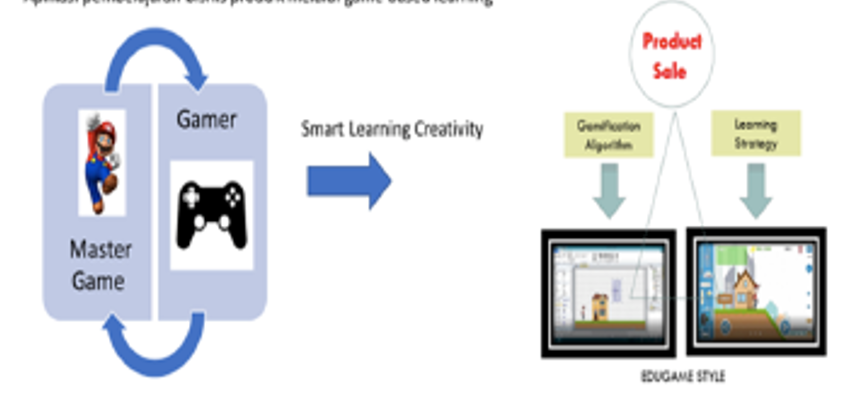 Aplikasi pembelajaran bisnis produk melalui game based learning
Product
Sale
Gamer
Smart Learning Creativity
Gamification
Algorithm
Learning
Strategy
Master
Game
EDUGAME STYLE